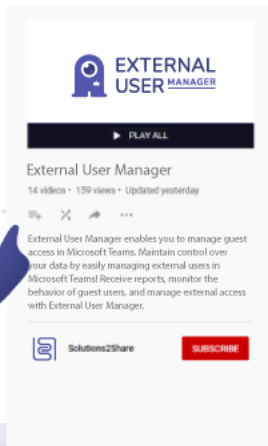 EXTERNAL
USER MANAGER
PLAY ALL
External User Manager
14 videos • 159 views • Updated yesterday
External User Manager enables you to manage guest
access in Microsoft Teams. Maintain control over
your data by easily managing external users in
Microsoft Teams! Receive reports, monitor the
behavior of guest users, and manage external access
with External User Manager.
Solutions2Share
SUBSCRIBE